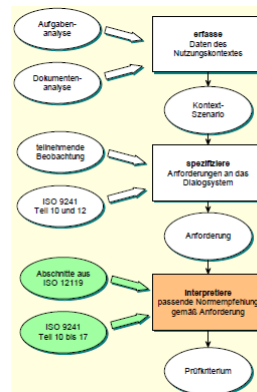 Aufgaben-
analyse
erfasse
Daten des
Nutzungskontextes
Dokumenten-
analyse
Kontext-
Szenario
teilnehmende
Beobachtung
spezifiziere
Anforderungen an das
Dialogsystem
ISO 9241
Teil 10 und 12
Anforderung
Abschnitte aus
ISO 12119
Interpretiere
passende Normempfehlung
gemäß Anforderung
ISO 9241
Teil 10 bis 17
Prüfkriterium